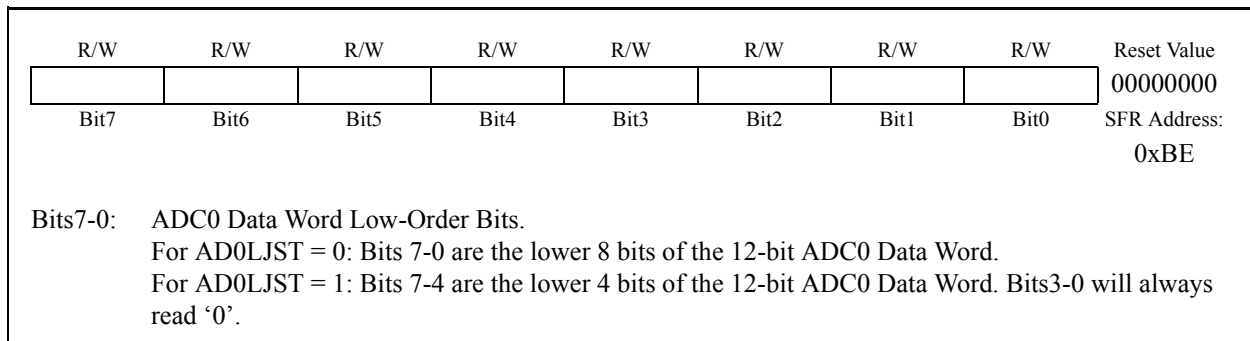 R/W R/W R/W R/W R/W R/W R/W R/W Reset Value
00000000
Bit7 Bit6 Bit5 Bit4 Bit3 Bit2 Bit1 Bit0 SFR Address:
0xBE
Bits7-0: ADC0 Data Word Low-Order Bits.
For AD0LJST = 0: Bits 7-0 are the lower 8 bits of the 12-bit ADC0 Data Word.
For AD0LJST = 1: Bits 7-4 are the lower 4 bits of the 12-bit ADC0 Data Word. Bits3-0 will always
read ‘0’.